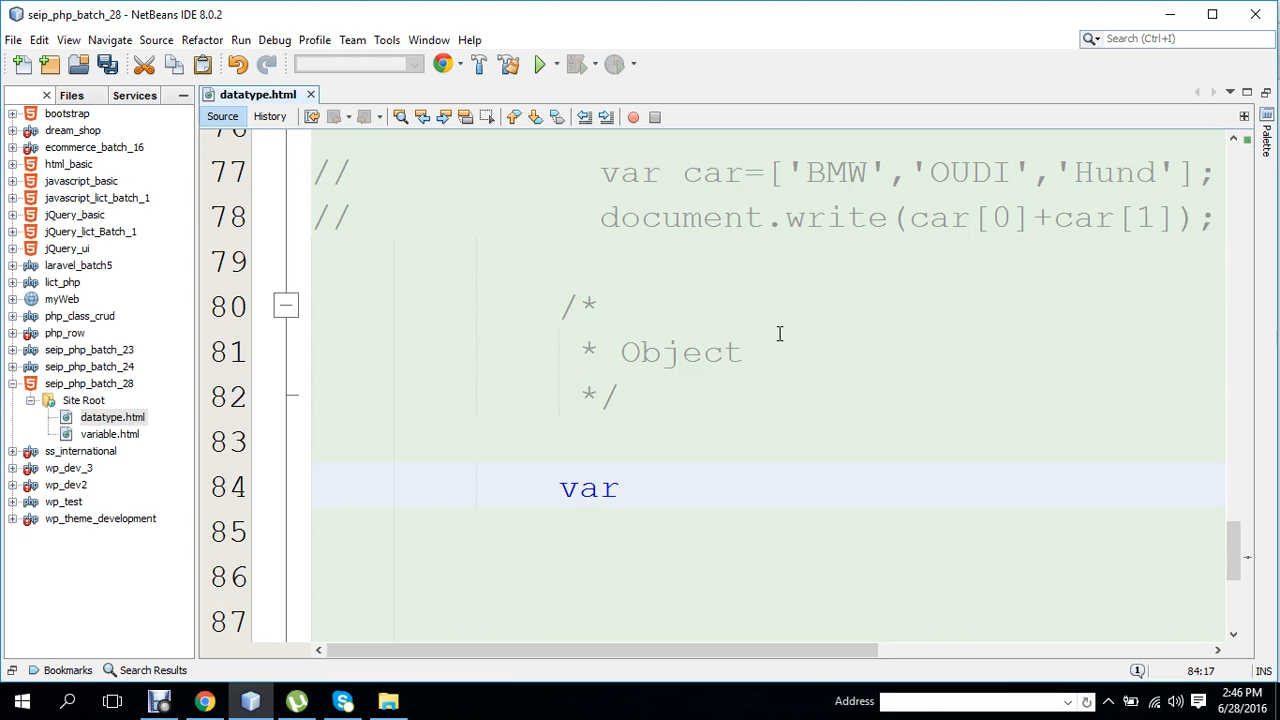 seip_php_batch_28 - NetBeans IDE 8.0.2
File Edit View Navigate Source Refactor Run Debug Profile Team Tools Window Help
Search (Ctrl+I)
Files Services
datatype.html
Source History
Palette
bootstrap
dream_shop
ecommerce_batch_16
html_basic
javascript_basic
javascript_lict_batch_1
jQuery_basic
jQuery_lict_Batch_1
jQuery_ui
laravel_batch5
lict_php
myWeb
php_class_crud
php_row
seip_php_batch_23
seip_php_batch_24
seip_php_batch_28
Site Root
datatype.html
variable.html
ss_international
wp_dev_3
wp_dev2
wp_test
wp_theme_development
76
77 // var car=['BMW','OUDI','Hund'];
78 // document.write(car[0]+car[1]);
79
80 /*
81 * Object
82 */
83
84 var
85
86
87
Bookmarks Search Results
1 84:17 INS
Address
2:46 PM
6/28/2016